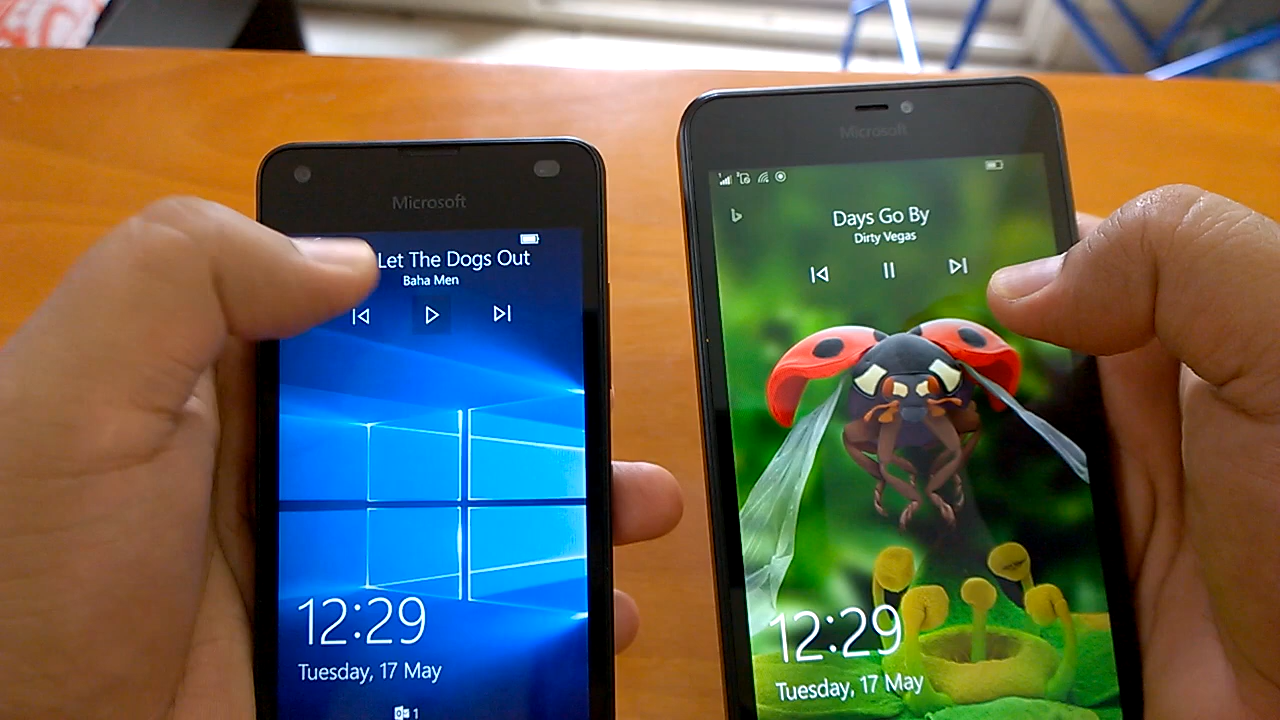 Microsoft
Let The Dogs Out
Baha Men
12:29
Tuesday, 17 May
1
Microsoft
Days Go By
Dirty Vegas
12:29
Tuesday, 17 May